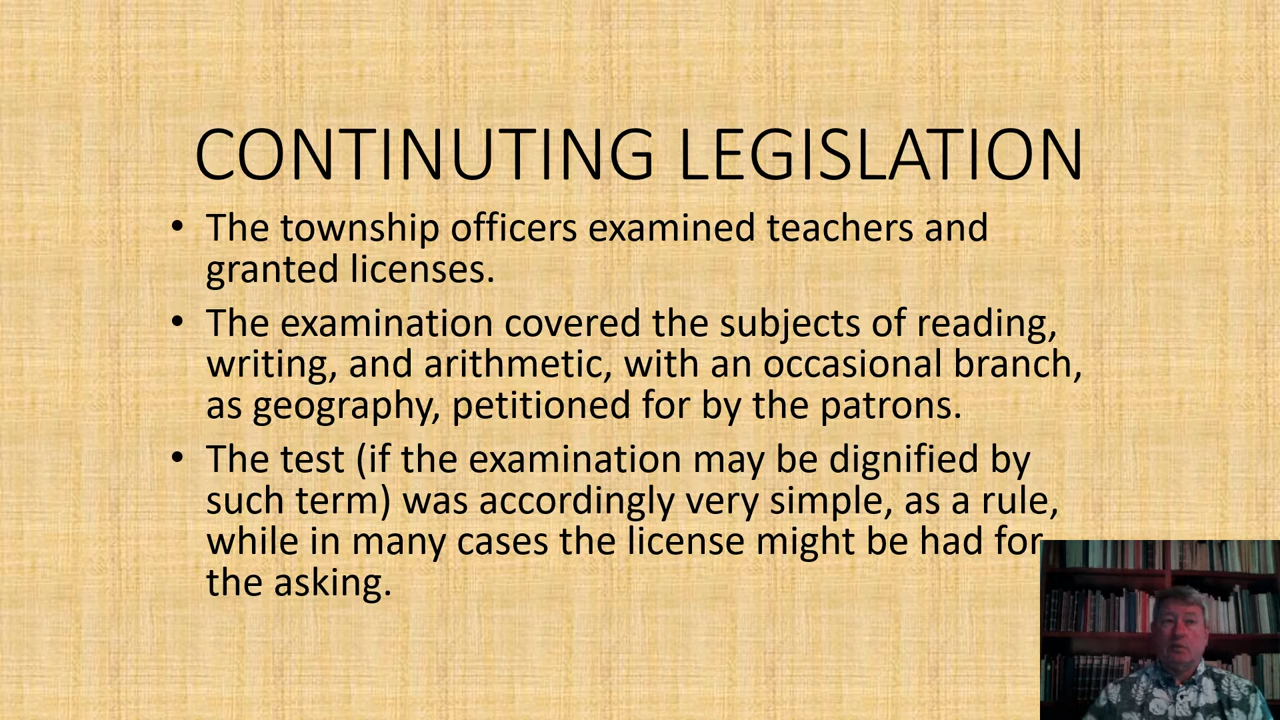 CONTINUTING LEGISLATION
• The township officers examined teachers and
granted licenses.
• The examination covered the subjects of reading,
writing, and arithmetic, with an occasional branch,
as geography, petitioned for by the patrons.
• The test (if the examination may be dignified by
such term) was accordingly very simple, as a rule,
while in many cases the license might be had for
the asking.